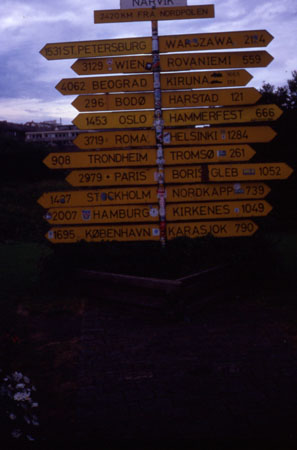 NARVIK
2420KM FRA NORDPOLEN
1531 ST. PETERSBURG WARSZAWA 2184
3129 WIEN ROVANIEMI 559
4062 BEOGRAD KIRUNA
296 BODØ HARSTAD 121
1453 OSLO HAMMERFEST 666
3719 ROMA HELSINKI 1284
908 TRONDHEIM TROMSØ 261
2979 PARIS BORIS GLEB 1052
1407 STOCKHOLM NORDKAPP 739
2007 HAMBURG KIRKENES 1049
1695 KØBENHAVN KARASJOK 790